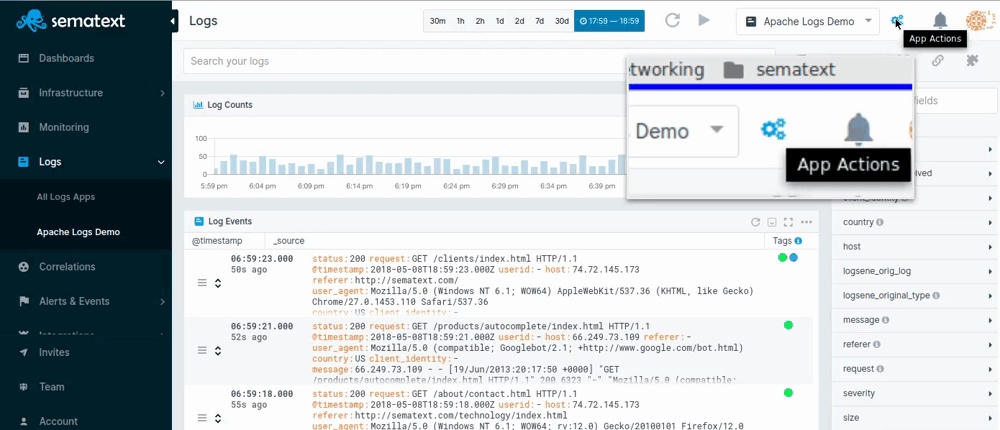 sematext
Logs
30m 1h 2h 1d 2d 7d 30d 17:59 — 18:59
Apache Logs Demo
App Actions
Dashboards
Infrastructure
Monitoring
Logs
All Logs Apps
Apache Logs Demo
Correlations
Alerts & Events
Invites
Team
Account
Search your logs
tworking sematext
Demo
App Actions
fields
Log Counts
100
50
0
5:59 pm 6:04 pm 6:09 pm 6:14 pm 6:19 pm 6:24 pm 6:29 pm 6:34 pm 6:39 pm
Log Events
@timestamp _source Tags
06:59:23.000
50s ago
status:200 request:GET /clients/index.html HTTP/1.1
@timestamp:2018-05-08T18:59:23.000Z userid:- host:74.72.145.173
referer:http://sematext.com/
user_agent:Mozilla/5.0 (Windows NT 6.1; WOW64) AppleWebKit/537.36 (KHTML, like Gecko)
Chrome/27.0.1453.110 Safari/537.36
country:US client_identity:-
06:59:21.000
52s ago
status:200 request:GET /products/autocomplete/index.html HTTP/1.1
@timestamp:2018-05-08T18:59:21.000Z userid:- host:66.249.73.109 referer:-
user_agent:Mozilla/5.0 (compatible; Googlebot/2.1; +http://www.google.com/bot.html)
country:US client_identity:-
message:66.249.73.109 - - [19/Jun/2013:20:17:50 +0000] "GET
/products/autocomplete/index.html HTTP/1.1" 200 6323 "-" "Mozilla/5.0 (compatible;
06:59:18.000
55s ago
status:200 request:GET /about/contact.html HTTP/1.1
@timestamp:2018-05-08T18:59:18.000Z userid:- host:74.72.145.173
referer:http://sematext.com/technology/index.html
user_agent:Mozilla/5.0 (Windows NT 6.1; rv:12.0) Gecko/20100101 Firefox/12.0
client_identity
country
host
logsene_orig_log
logsene_original_type
message
referer
request
severity
size